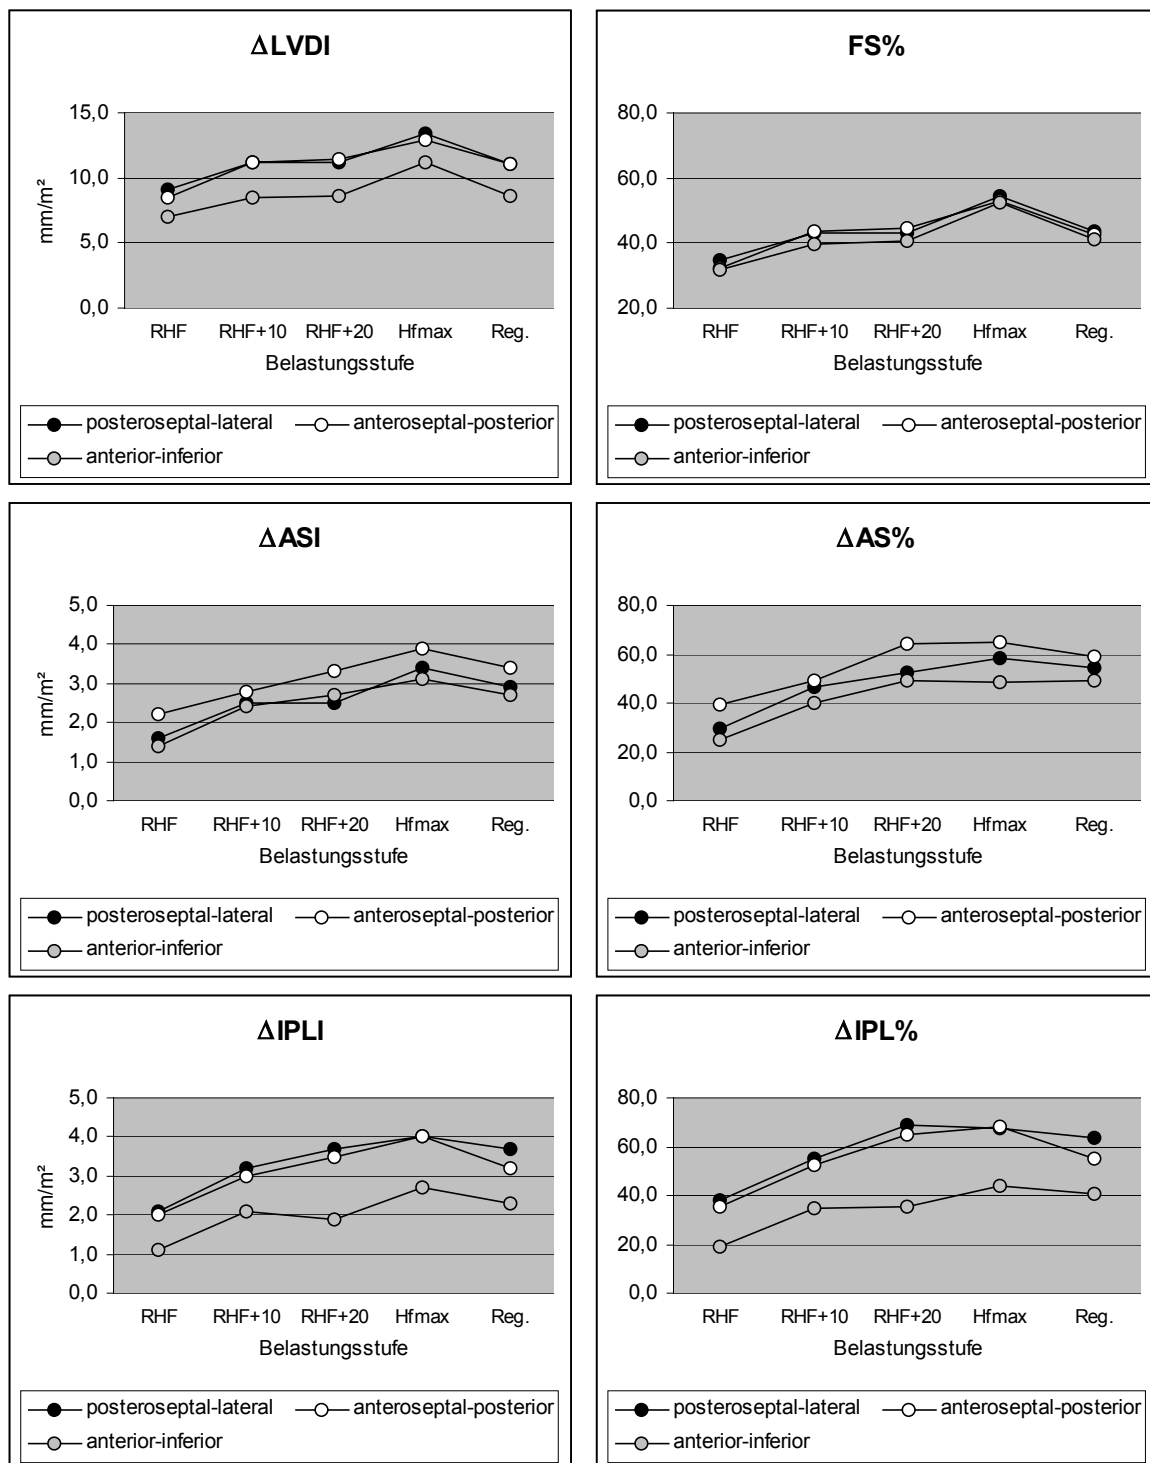 ΔLVDI
15,0
10,0
5,0
0,0
mm/m²
RHF RHF+10 RHF+20 Hfmax Reg.
Belastungsstufe
posteroseptal-lateral anteroseptal-posterior
anterior-inferior
FS%
80,0
60,0
40,0
20,0
RHF RHF+10 RHF+20 Hfmax Reg.
Belastungsstufe
posteroseptal-lateral anteroseptal-posterior
anterior-inferior
ΔASI
5,0
4,0
3,0
2,0
1,0
0,0
mm/m²
RHF RHF+10 RHF+20 Hfmax Reg.
Belastungsstufe
posteroseptal-lateral anteroseptal-posterior
anterior-inferior
ΔAS%
80,0
60,0
40,0
20,0
0,0
RHF RHF+10 RHF+20 Hfmax Reg.
Belastungsstufe
posteroseptal-lateral anteroseptal-posterior
anterior-inferior
ΔIPLI
5,0
4,0
3,0
2,0
1,0
0,0
mm/m²
RHF RHF+10 RHF+20 Hfmax Reg.
Belastungsstufe
posteroseptal-lateral anteroseptal-posterior
anterior-inferior
ΔIPL%
80,0
60,0
40,0
20,0
0,0
RHF RHF+10 RHF+20 Hfmax Reg.
Belastungsstufe
posteroseptal-lateral anteroseptal-posterior
anterior-inferior